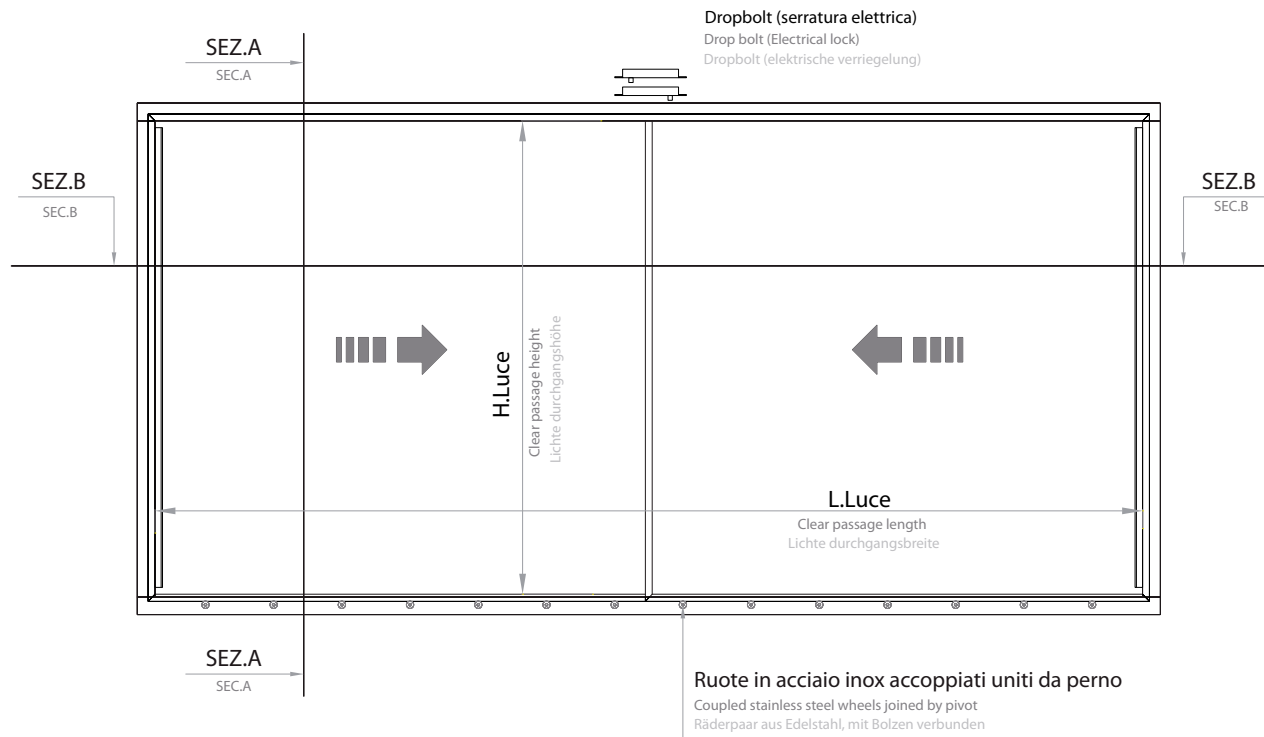 Dropbolt (serratura elettrica)
Drop bolt (Electrical lock)
Dropbolt (elektrische verriegelung)
SEZ.A
SEC.A
SEZ.B
SEC.B
SEZ.B
SEC.B
H.Luce
Clear passage height
Lichte durchgangshöhe
L.Luce
Clear passage length
Lichte durchgangsbreite
SEZ.A
SEC.A
Ruote in acciaio inox accoppiati uniti da perno
Coupled stainless steel wheels joined by pivot
Räderpaar aus Edelstahl, mit Bolzen verbunden